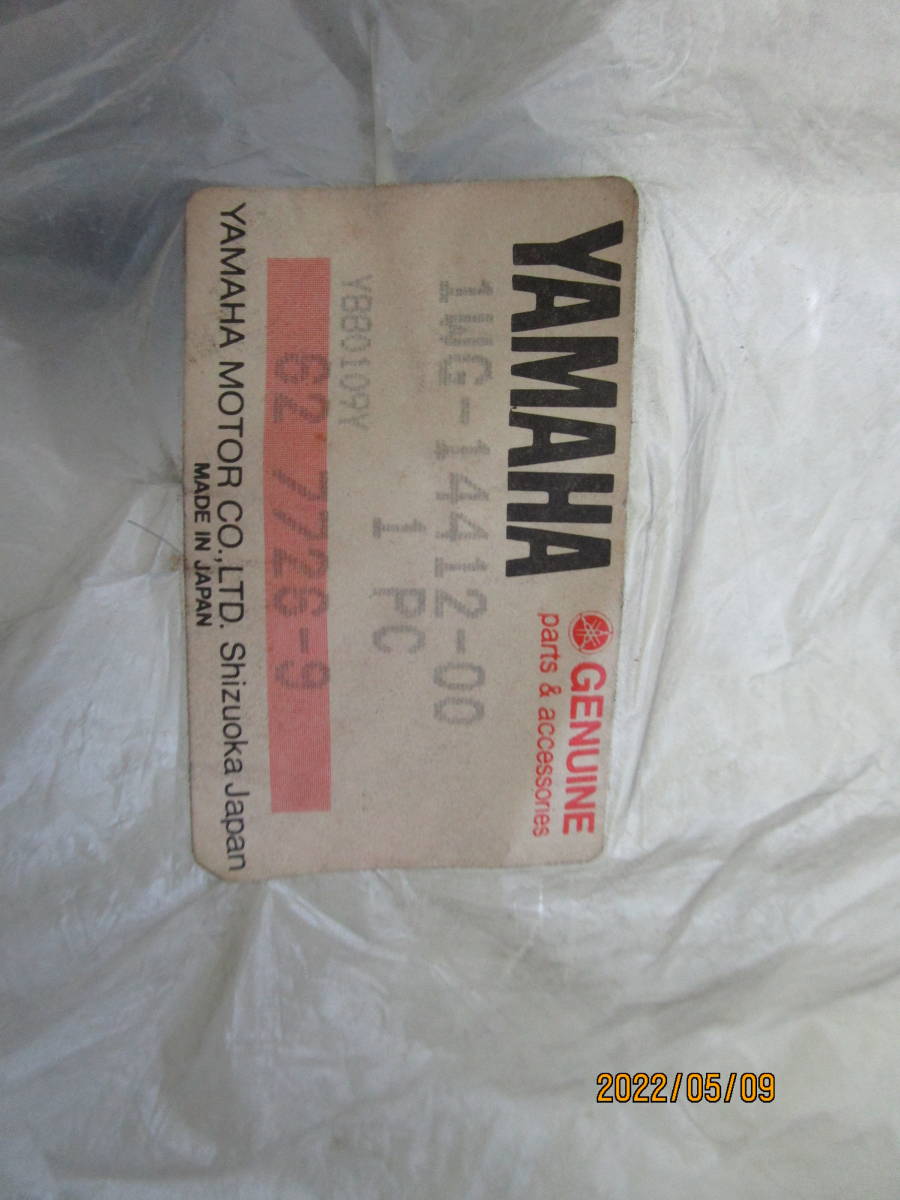 YAMAHA
GENUINE
parts & accessories
1WG-14412-00
1 PC
YBB0109Y
62 7726-9
YAMAHA MOTOR CO.,LTD. Shizuoka Japan
MADE IN JAPAN
2022/05/09